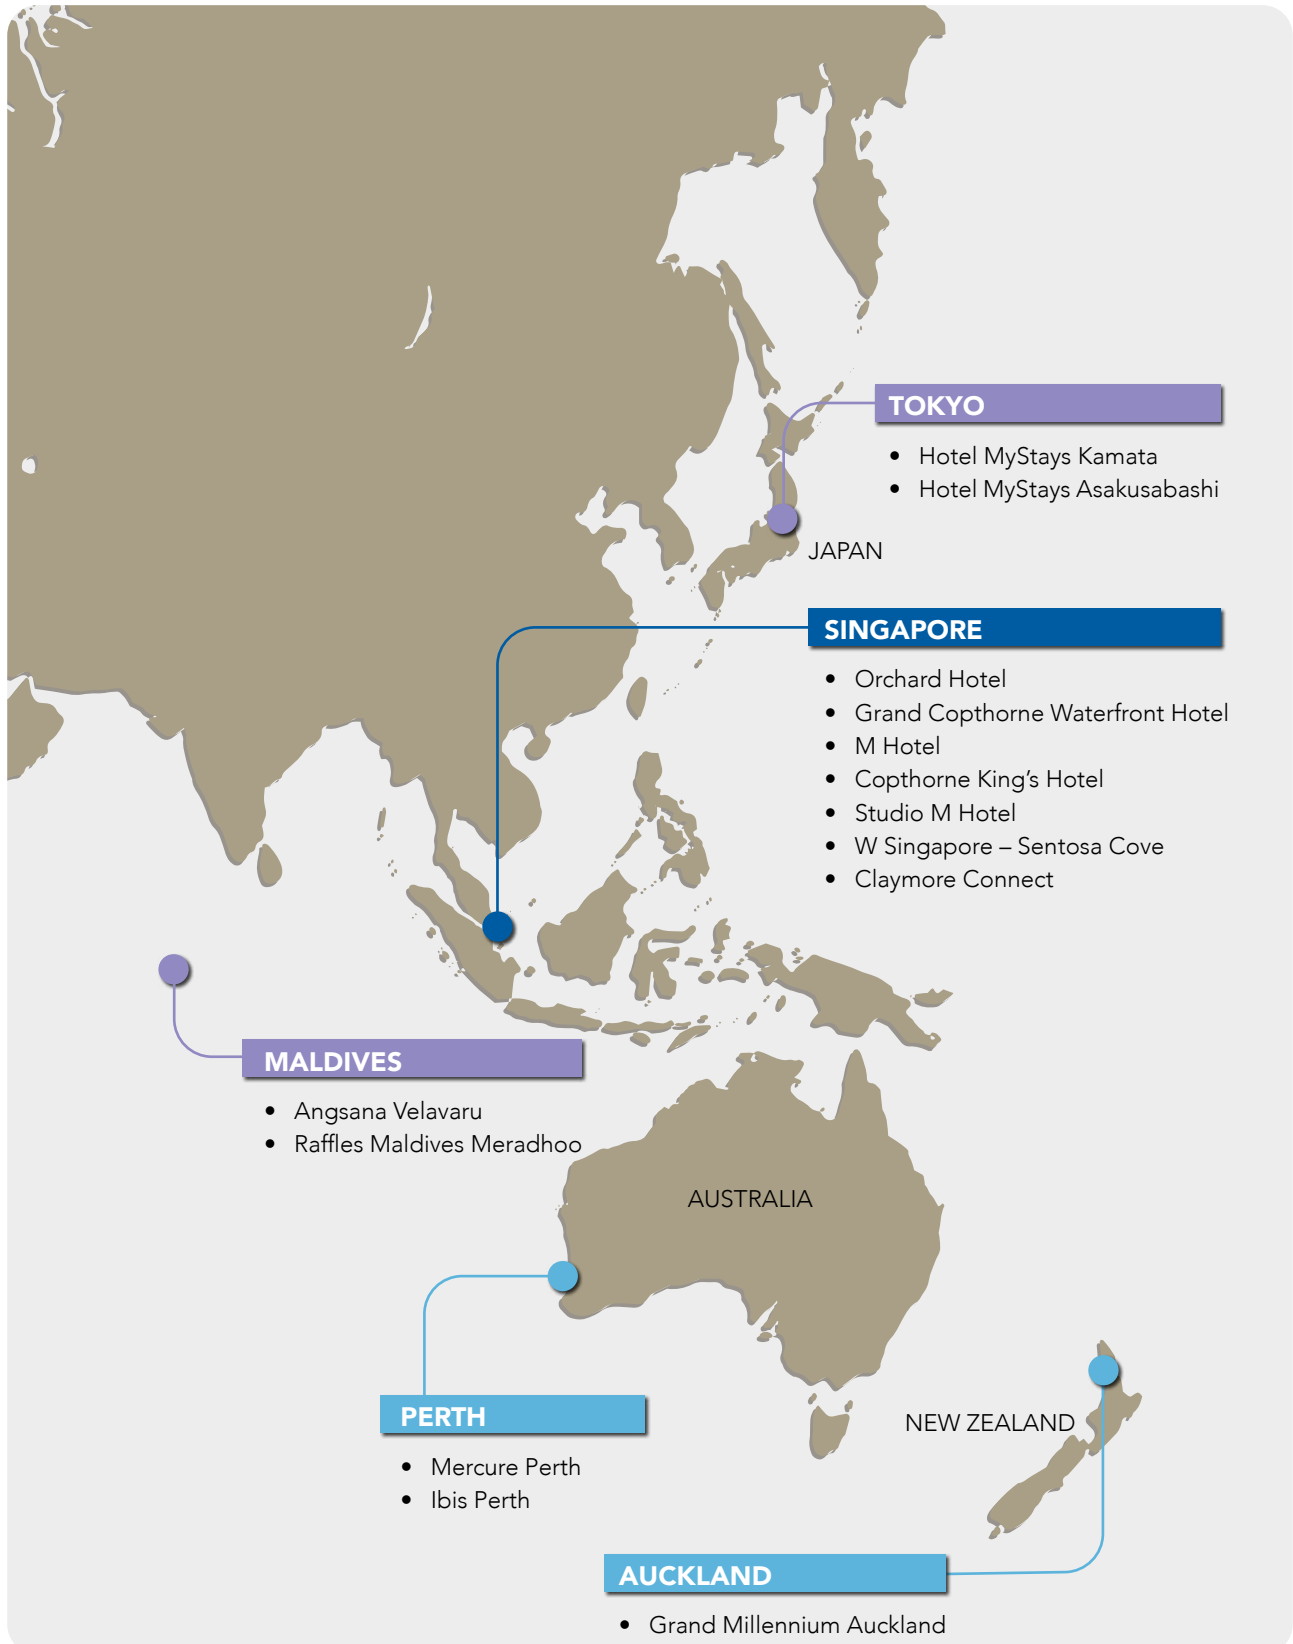 TOKYO
• Hotel MyStays Kamata
• Hotel MyStays Asakusabashi
JAPAN
SINGAPORE
• Orchard Hotel
• Grand Copthorne Waterfront Hotel
• M Hotel
• Copthorne King’s Hotel
• Studio M Hotel
• W Singapore – Sentosa Cove
• Claymore Connect
MALDIVES
• Angsana Velavaru
• Raffles Maldives Meradhoo
AUSTRALIA
PERTH
• Mercure Perth
• Ibis Perth
NEW ZEALAND
AUCKLAND
• Grand Millennium Auckland